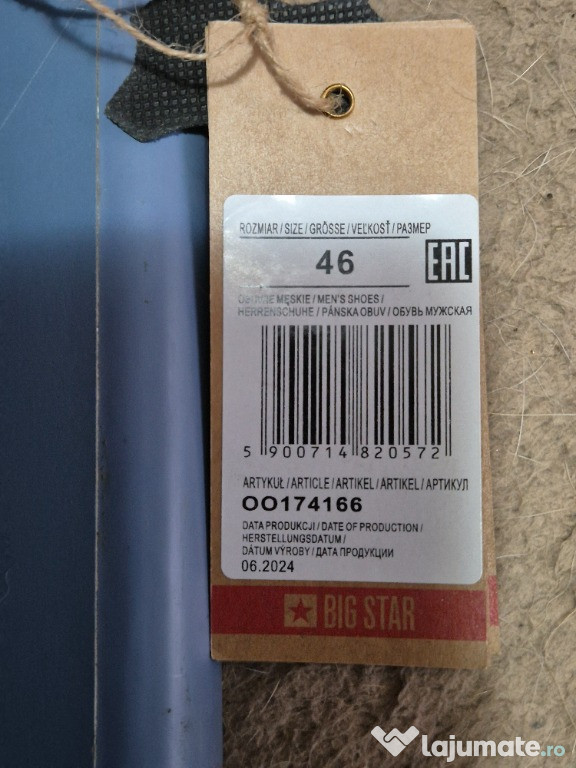 ROZMIAR / SIZE / GRÖSSE / VEĽKOSŤ / РАЗМЕР
46
EAC
MĘSKIE / MEN'S SHOES /
HERRENSCHUHE / PÁNSKA OBUV / ОБУВЬ МУЖСКАЯ
5 900714 820572
ARTYKUŁ / ARTICLE / ARTIKEL / ARTIKEL / АРТИКУЛ
OO174166
DATA PRODUKCJI / DATE OF PRODUCTION /
HERSTELLUNGSDATUM /
DÁTUM VÝROBY / ДАТА ПРОДУКЦИИ
06.2024
BIG STAR
lajumate.ro